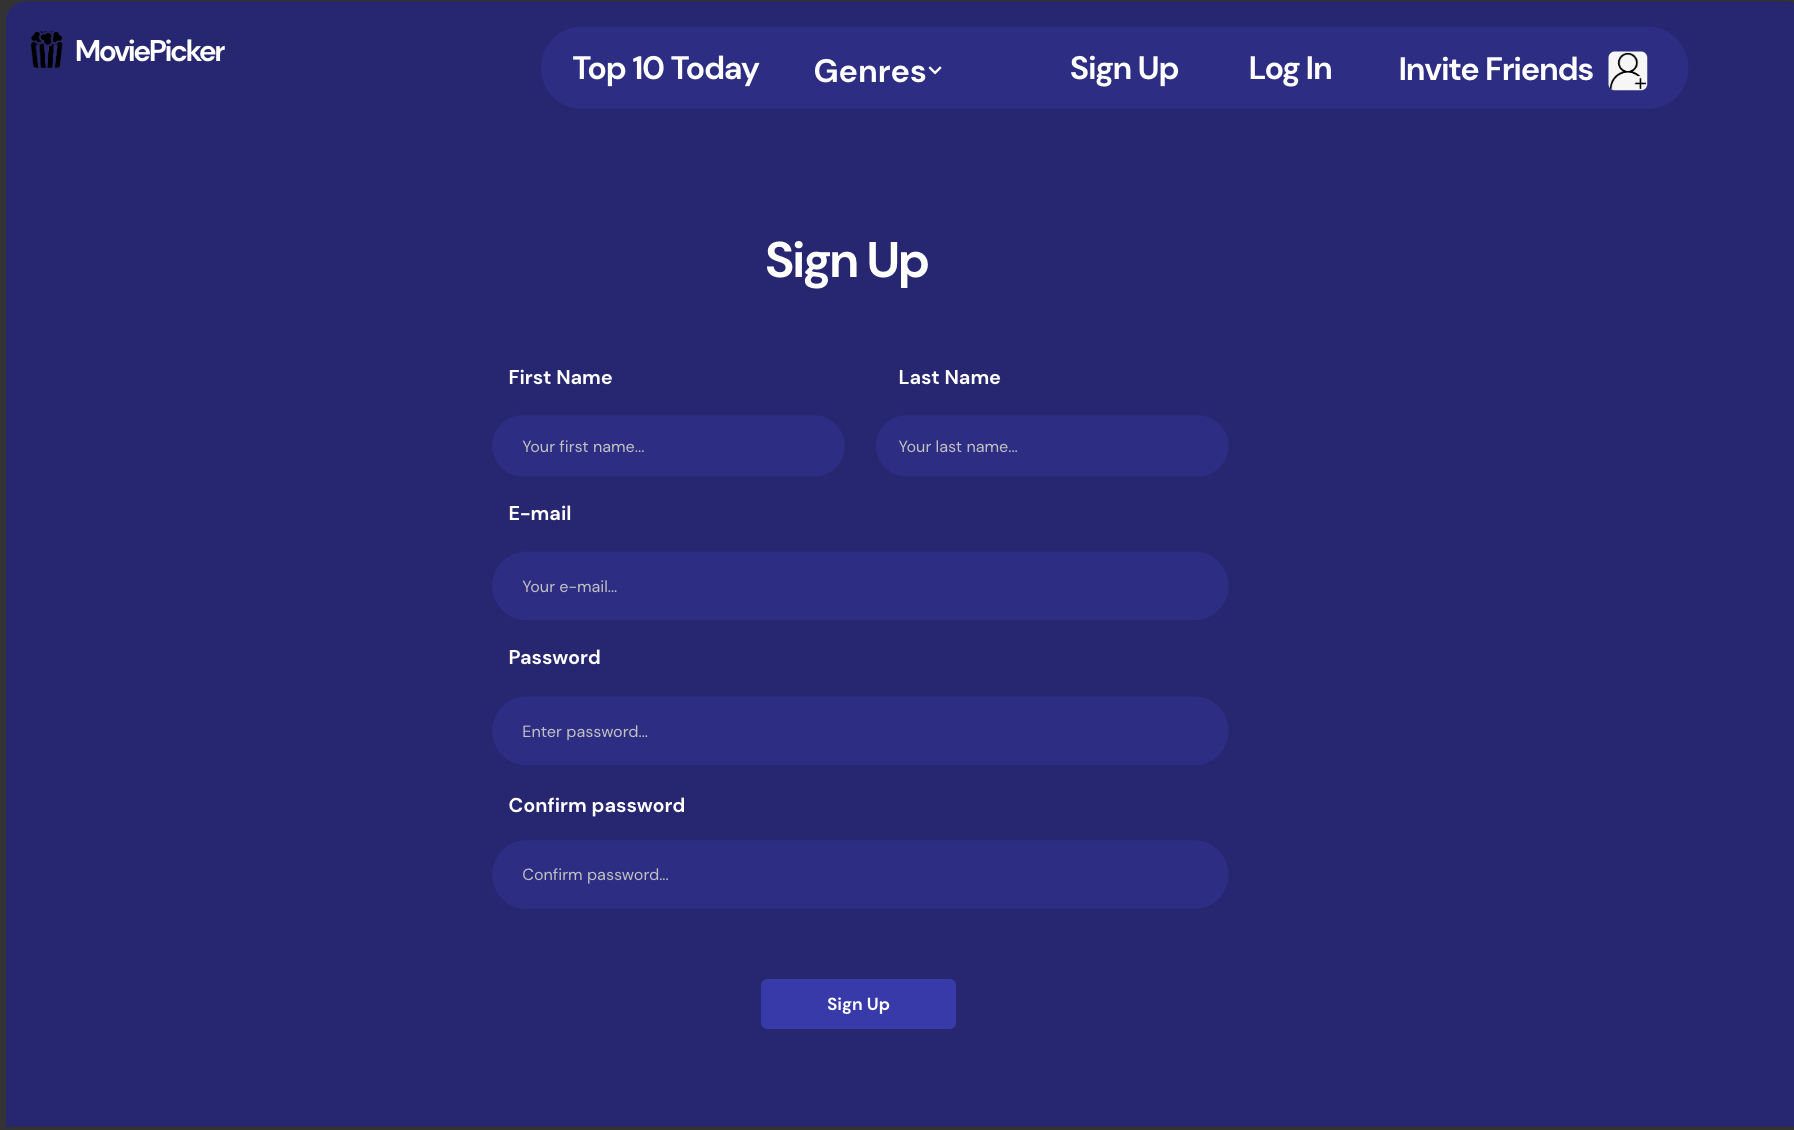 MoviePicker
Top 10 Today
Genres
Sign Up
Log In
Invite Friends
Sign Up
First Name
Last Name
Your first name...
Your last name...
E-mail
Your e-mail...
Password
Enter password...
Confirm password
Confirm password...
Sign Up